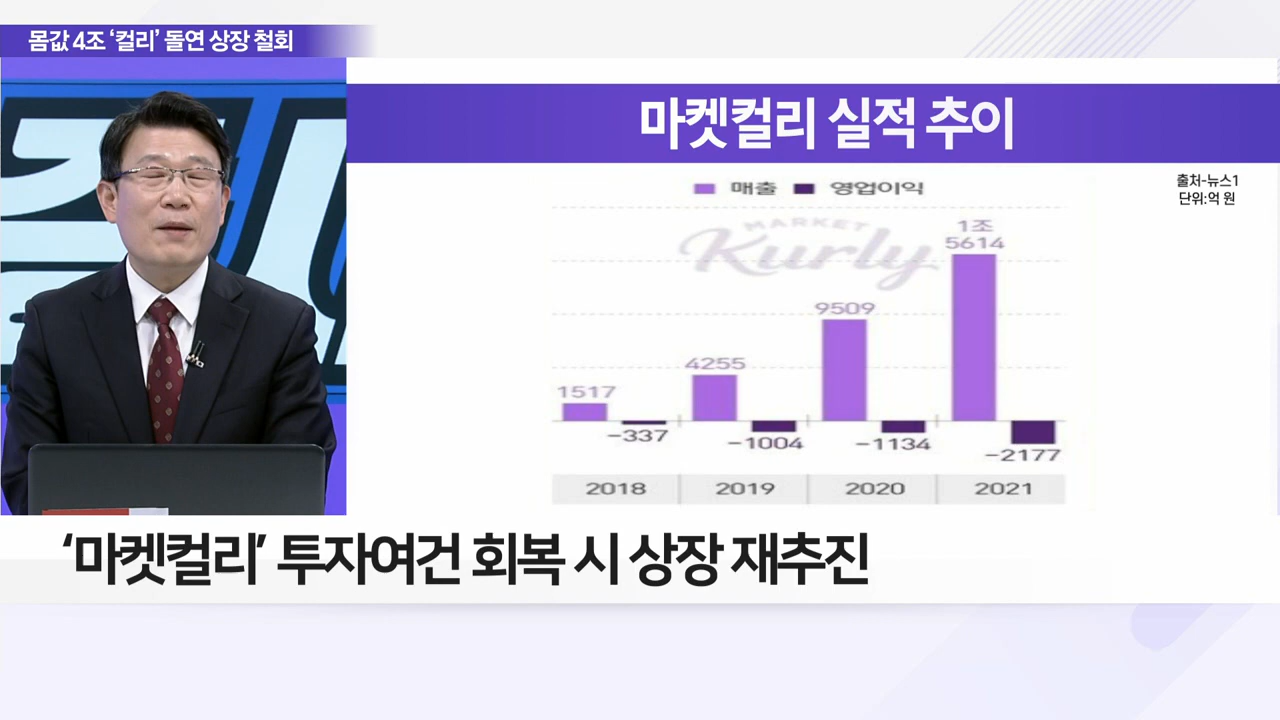 몸값 4조 ‘컬리’ 돌연 상장 철회
마켓컬리 실적 추이
출처-뉴스1
단위:억 원
매출 영업이익
MARKET
Kurly
1조
5614
9509
4255
1517
-337
-1004
-1134
-2177
2018 2019 2020 2021
‘마켓컬리’ 투자여건 회복 시 상장 재추진